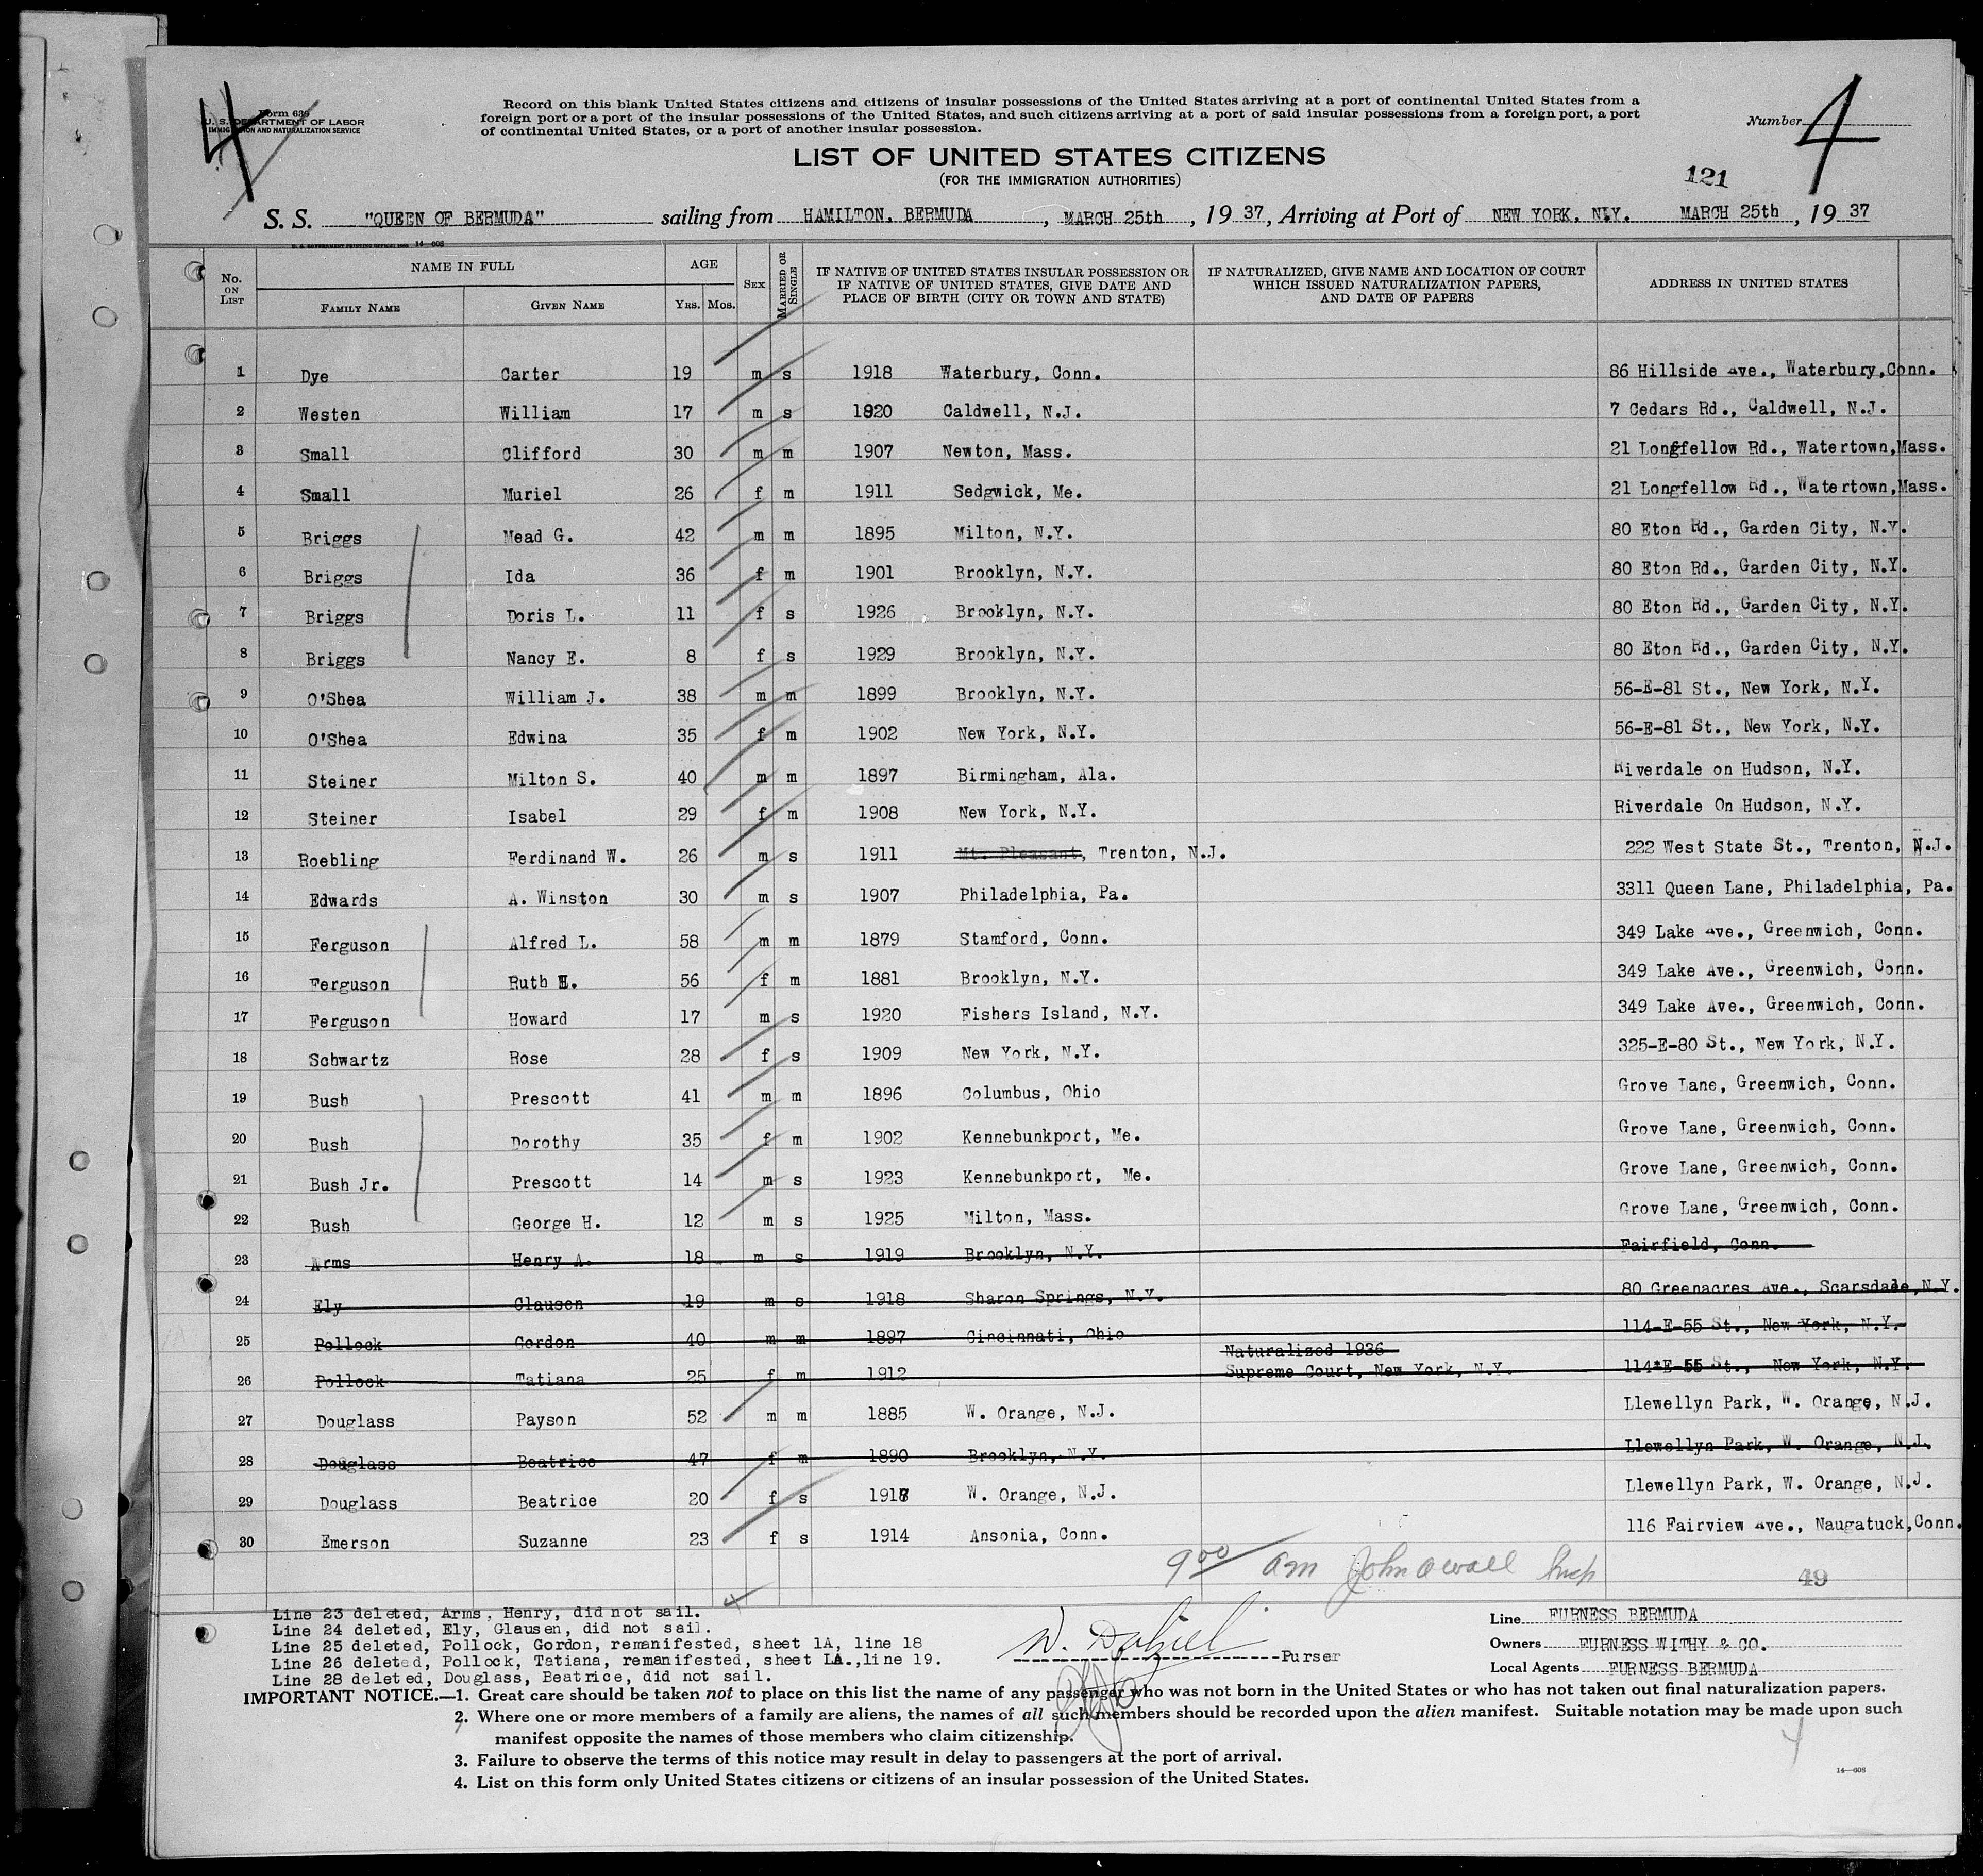 4
Form 630
U. S. DEPARTMENT OF LABOR
IMMIGRATION AND NATURALIZATION SERVICE
Record on this blank United States citizens and citizens of insular possessions of the United States arriving at a port of continental United States from a
foreign port or a port of the insular possessions of the United States, and such citizens arriving at a port of said insular possessions from a foreign port, a port
of continental United States, or a port of another insular possession.
Number 4
LIST OF UNITED STATES CITIZENS
(FOR THE IMMIGRATION AUTHORITIES)
121
S. S. "QUEEN OF BERMUDA" sailing from HAMILTON. BERMUDA, MARCH 25th, 1937, Arriving at Port of NEW YORK. N.Y. MARCH 25th, 1937
U. S. GOVERNMENT PRINTING OFFICE 14—608
No. ON LIST NAME IN FULL AGE SEX MARRIED OR SINGLE IF NATIVE OF UNITED STATES INSULAR POSSESSION OR IF NATIVE OF UNITED STATES, GIVE DATE AND PLACE OF BIRTH (CITY OR TOWN AND STATE) IF NATURALIZED, GIVE NAME AND LOCATION OF COURT WHICH ISSUED NATURALIZATION PAPERS, AND DATE OF PAPERS ADDRESS IN UNITED STATES
FAMILY NAME GIVEN NAME YRS. MOS.
1 Dye Carter 19 m s 1918 Waterbury, Conn. 86 Hillside Ave., Waterbury,Conn.
2 Westen William 17 m s 1920 Caldwell, N.J. 7 Cedars Rd., Caldwell, N.J.
3 Small Clifford 30 m m 1907 Newton, Mass. 21 Longfellow Rd., Watertown,Mass.
4 Small Muriel 26 f m 1911 Sedgwick, Me. 21 Longfellow Rd., Watertown,Mass.
5 Briggs Mead G. 42 m m 1895 Milton, N.Y. 80 Eton Rd., Garden City, N.Y.
6 Briggs Ida 36 f m 1901 Brooklyn, N.Y. 80 Eton Rd., Garden City, N.Y.
7 Briggs Doris L. 11 f s 1926 Brooklyn, N.Y. 80 Eton Rd., Garden City, N.Y.
8 Briggs Nancy E. 8 f s 1929 Brooklyn, N.Y. 80 Eton Rd., Garden City, N.Y.
9 O'Shea William J. 38 m m 1899 Brooklyn, N.Y. 56-E-81 St., New York, N.Y.
10 O'Shea Edwina 35 f m 1902 New York, N.Y. 56-E-81 St., New York, N.Y.
11 Steiner Milton S. 40 m m 1897 Birmingham, Ala. Riverdale on Hudson, N.Y.
12 Steiner Isabel 29 f m 1908 New York, N.Y. Riverdale On Hudson, N.Y.
13 Roebling Ferdinand W. 26 m s 1911 Mt. Pleasant, Trenton, N.J. 222 West State St., Trenton, N.J.
14 Edwards A. Winston 30 m s 1907 Philadelphia, Pa. 3311 Queen Lane, Philadelphia, Pa.
15 Ferguson Alfred L. 58 m m 1879 Stamford, Conn. 349 Lake Ave., Greenwich, Conn.
16 Ferguson Ruth E. 56 f m 1881 Brooklyn, N.Y. 349 Lake Ave., Greenwich, Conn.
17 Ferguson Howard 17 m s 1920 Fishers Island, N.Y. 349 Lake Ave., Greenwich, Conn.
18 Schwartz Rose 28 f s 1909 New York, N.Y. 325-E-80 St., New York, N.Y.
19 Bush Prescott 41 m m 1896 Columbus, Ohio Grove Lane, Greenwich, Conn.
20 Bush Dorothy 35 f m 1902 Kennebunkport, Me. Grove Lane, Greenwich, Conn.
21 Bush Jr. Prescott 14 m s 1923 Kennebunkport, Me. Grove Lane, Greenwich, Conn.
22 Bush George H. 12 m s 1925 Milton, Mass. Grove Lane, Greenwich, Conn.
23 Arms Henry A. 18 m s 1919 Brooklyn, N.Y. Fairfield, Conn.
24 Ely Clausen 19 m s 1918 Sharon Springs, N.Y. 80 Greenacres Ave., Scarsdale,N.Y.
25 Pollock Gordon 40 m m 1897 Cincinnati, Ohio 114-E-55 St., New York, N.Y.
Naturalized 1936
26 Pollock Tatiana 25 f m 1912 Supreme Court, New York, N.Y. 114*E-55 St., New York, N.Y.
27 Douglass Payson 52 m m 1885 W. Orange, N.J. Llewellyn Park, W. Orange, N.J.
28 Douglass Beatrice 47 f m 1890 Brooklyn, N.Y. Llewellyn Park, W. Orange, N.J.
29 Douglass Beatrice 20 f s 1917 W. Orange, N.J. Llewellyn Park, W. Orange, N.J.
30 Emerson Suzanne 23 f s 1914 Ansonia, Conn. 116 Fairview Ave., Naugatuck,Conn.
9 00 am John Wall Insp
49
Line 23 deleted, Arms, Henry, did not sail.
Line 24 deleted, Ely, Glausen, did not sail.
Line 25 deleted, Pollock, Gordon, remanifested, sheet 1A, line 18
Line 26 deleted, Pollock, Tatiana, remanifested, sheet 1A.,line 19.
Line 28 deleted, Douglass, Beatrice, did not sail.
Purser
Line FURNESS BERMUDA
Owners FURNESS WITHY & CO.
Local Agents FURNESS BERMUDA
IMPORTANT NOTICE.—1. Great care should be taken not to place on this list the name of any passenger who was not born in the United States or who has not taken out final naturalization papers.
2. Where one or more members of a family are aliens, the names of all such members should be recorded upon the alien manifest. Suitable notation may be made upon such
manifest opposite the names of those members who claim citizenship.
3. Failure to observe the terms of this notice may result in delay to passengers at the port of arrival.
4. List on this form only United States citizens or citizens of an insular possession of the United States.
14—608